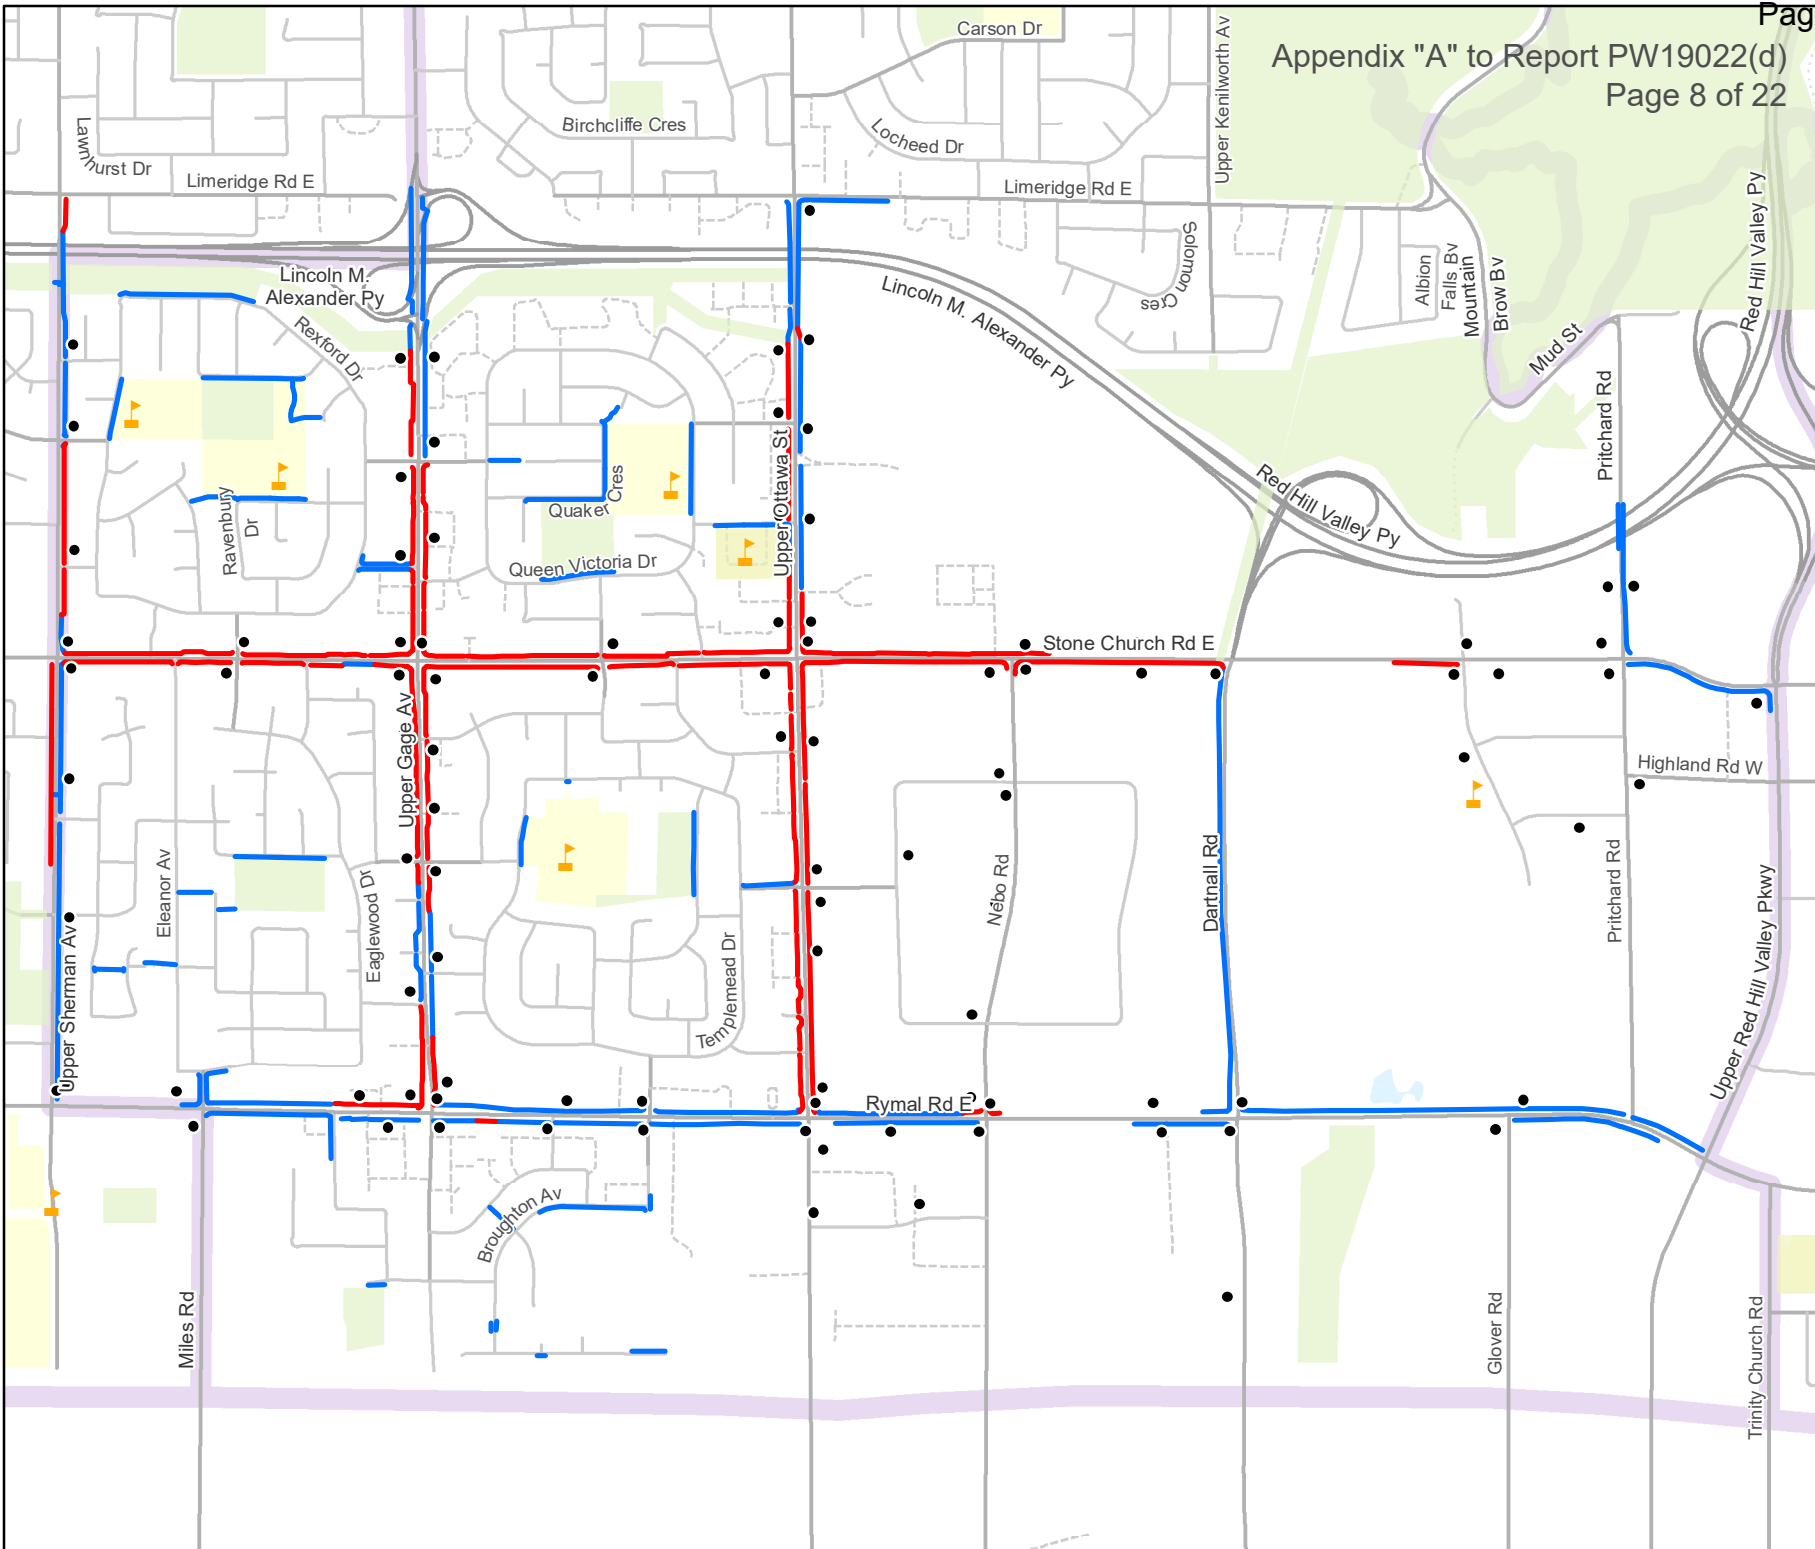 Pag
Appendix "A" to Report PW19022(d)
Page 8 of 22
Carson Dr
Upper Kenilworth Av
Birchcliffe Cres
Locheed Dr
Lawnhurst Dr
Limeridge Rd E
Limeridge Rd E
Red Hill Valley Py
Solomon Cres
Albion
Falls Bv
Mountain
Brow Bv
Lincoln M.
Alexander Py
Lincoln M. Alexander Py
Rexford Dr
Mud St
Pritchard Rd
Upper Ottawa St
Quaker
Cres
Red Hill Valley Py
Ravenbury
Dr
Queen Victoria Dr
Stone Church Rd E
Upper Gage Av
Highland Rd W
Eleanor Av
Eaglewood Dr
Nebo Rd
Dartnall Rd
Pritchard Rd
Upper Sherman Av
Templemead Dr
Upper Red Hill Valley Pkwy
Rymal Rd E
Broughton Av
Miles Rd
Glover Rd
Trinity Church Rd